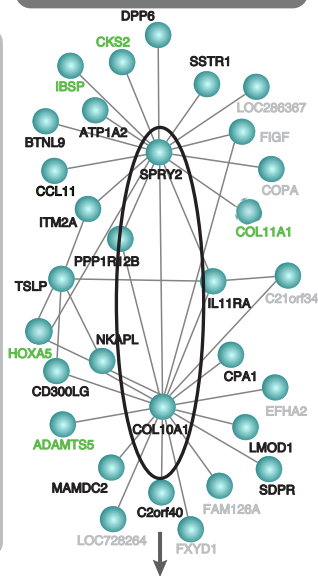 DPP6
CKS2
SSTR1
IBSP
LOC286367
ATP1A2
FIGF
BTNL9
SPRY2
CCL11
COPA
ITM2A
COL11A1
PPP1R12B
TSLP
IL11RA
C21orf34
NKAPL
HOXA5
CPA1
CD300LG
EFHA2
COL10A1
ADAMTS5
LMOD1
MAMDC2
SDPR
C2orf40
FAM126A
LOC728264
FXYD1